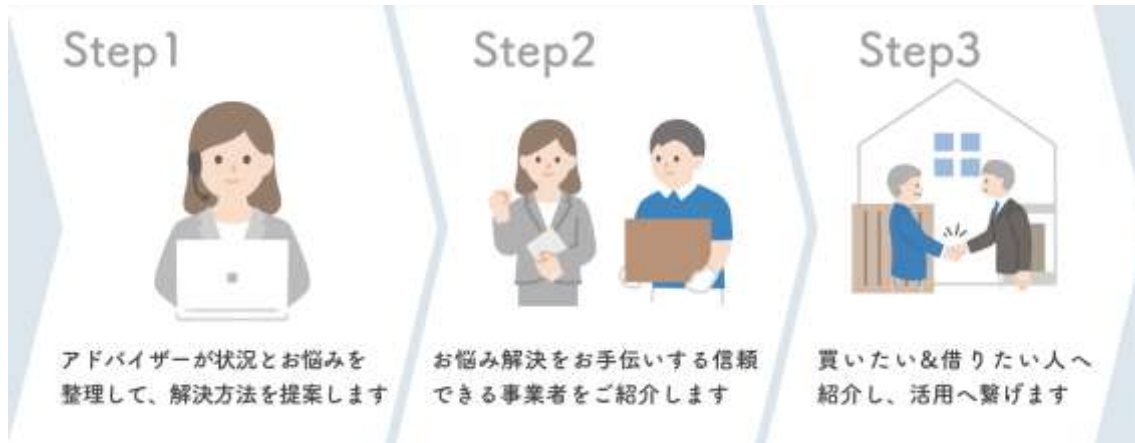 Step1
アドバイザーが状況とお悩みを
整理して、解決方法を提案します
Step2
お悩み解決をお手伝いする信頼
できる事業者をご紹介します
Step3
買いたい&借りたい人へ
紹介し、活用へ繋げます